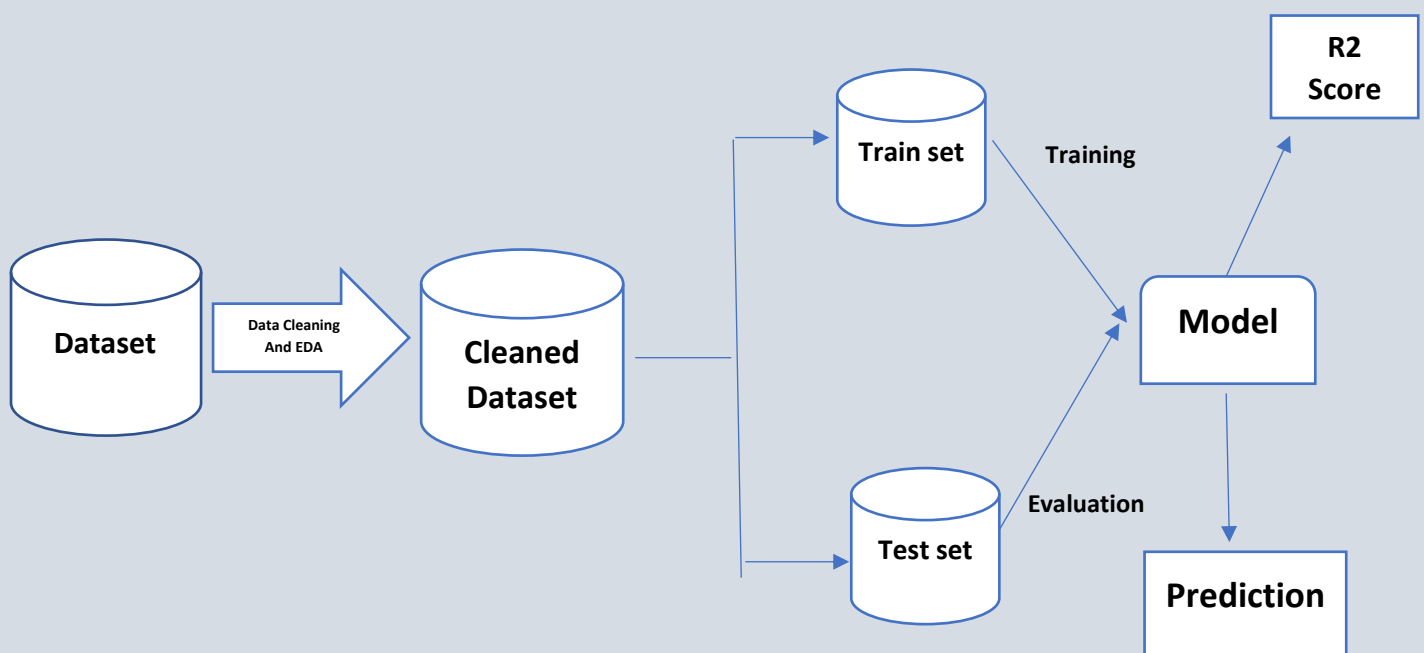 Dataset
Data Cleaning
And EDA
Cleaned
Dataset
Train set
Training
Test set
Evaluation
Model
R2
Score
Prediction